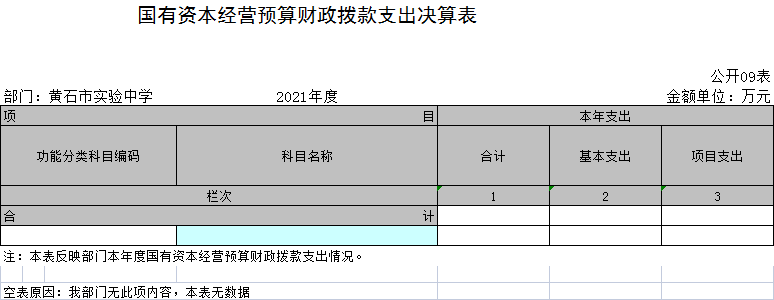 国有资本经营预算财政拨款支出决算表
公开09表
部门：黄石市实验中学 2021年度 金额单位：万元
项 目 本年支出
功能分类科目编码 科目名称 合计 基本支出 项目支出
栏次 1 2 3
合 计
注：本表反映部门本年度国有资本经营预算财政拨款支出情况。
空表原因：我部门无此项内容，本表无数据